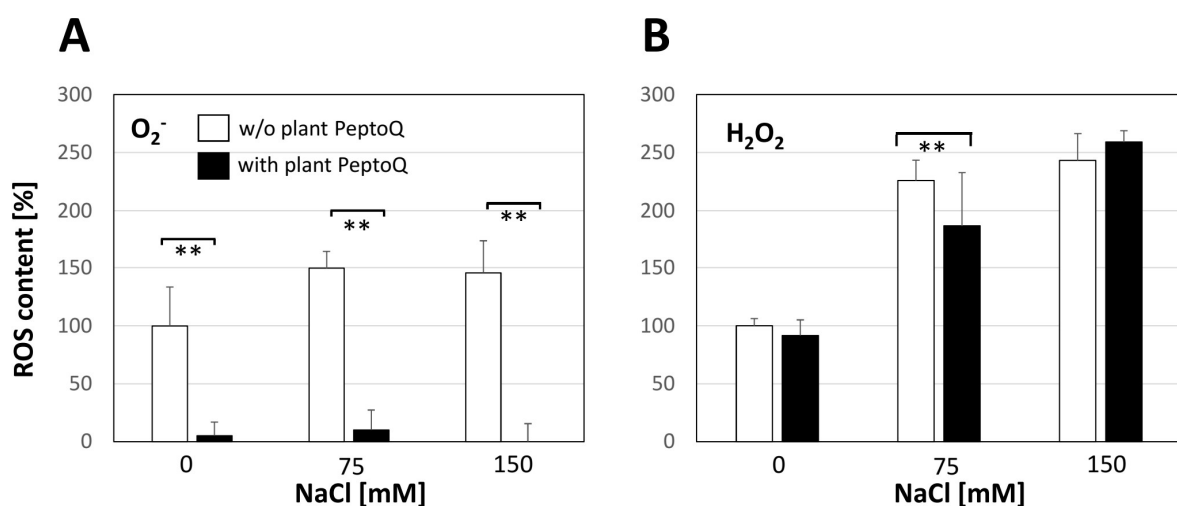 A
ROS content [%]
300
250
200
150
100
50
0
O₂⁻
w/o plant PeptoQ
with plant PeptoQ
**
**
**
0 75 150
NaCl [mM]
B
300
250
200
150
100
50
0
H₂O₂
**
0 75 150
NaCl [mM]